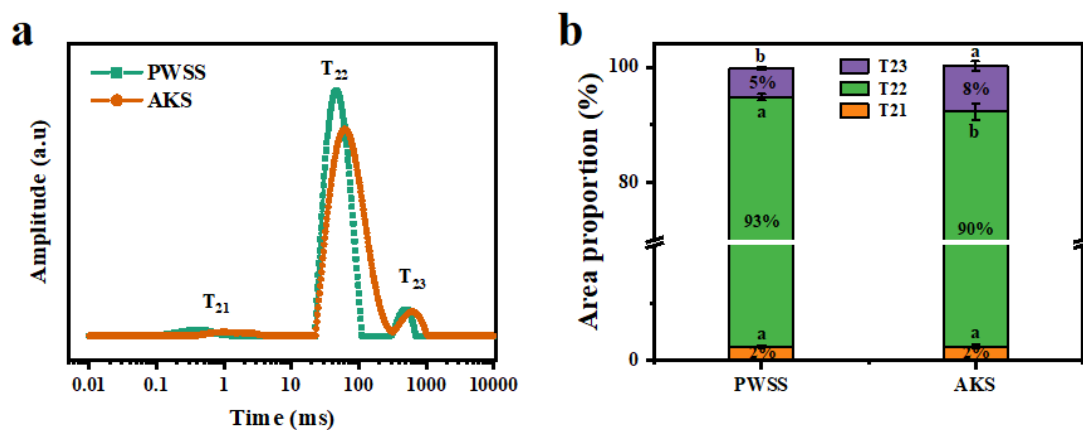 a
PWSS
AKS
T22
T21
T23
Amplitude (a.u)
0.01 0.1 1 10 100 1000 10000
Time (ms)
b
Area proportion (%)
100
80
0
b
5%
a
93%
a
2%
a
8%
b
90%
a
2%
T23
T22
T21
PWSS AKS